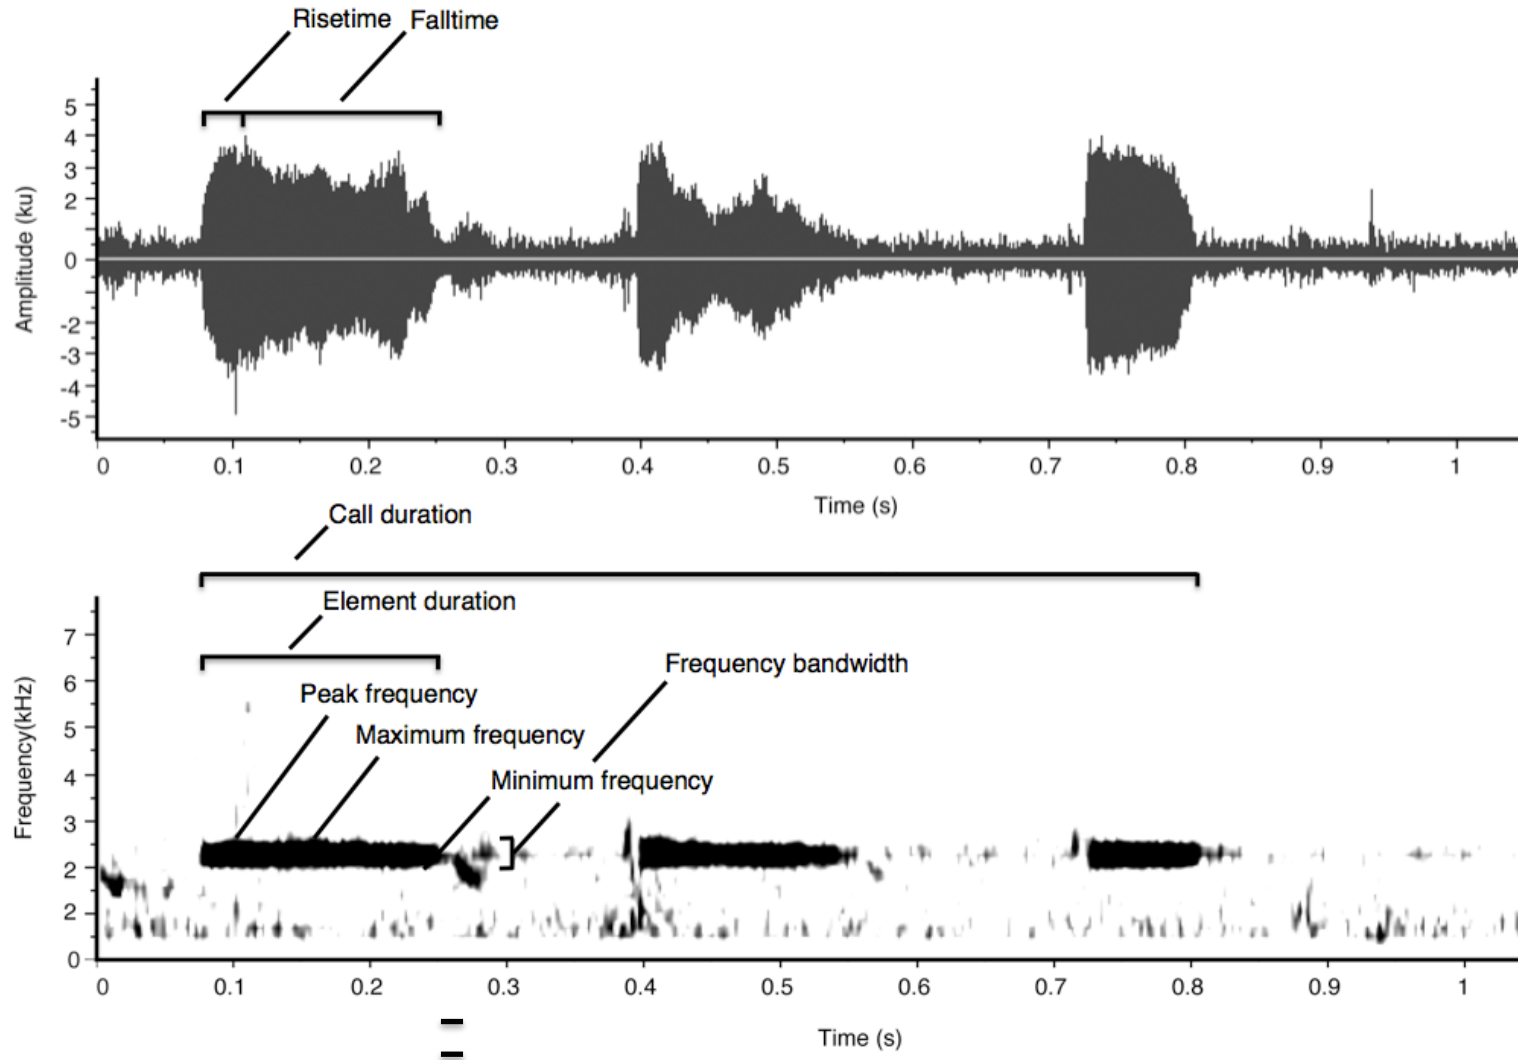 Risetime Falltime
5
4
3
2
0
-2
-3
-4
-5
Amplitude (ku)
0 0.1 0.2 0.3 0.4 0.5 0.6 0.7 0.8 0.9 1
Time (s)
Call duration
Element duration
Frequency bandwidth
Peak frequency
Maximum frequency
Minimum frequency
7
6
5
4
3
2
2
0
Frequency(kHz)
0 0.1 0.2 0.3 0.4 0.5 0.6 0.7 0.8 0.9 1
Time (s)